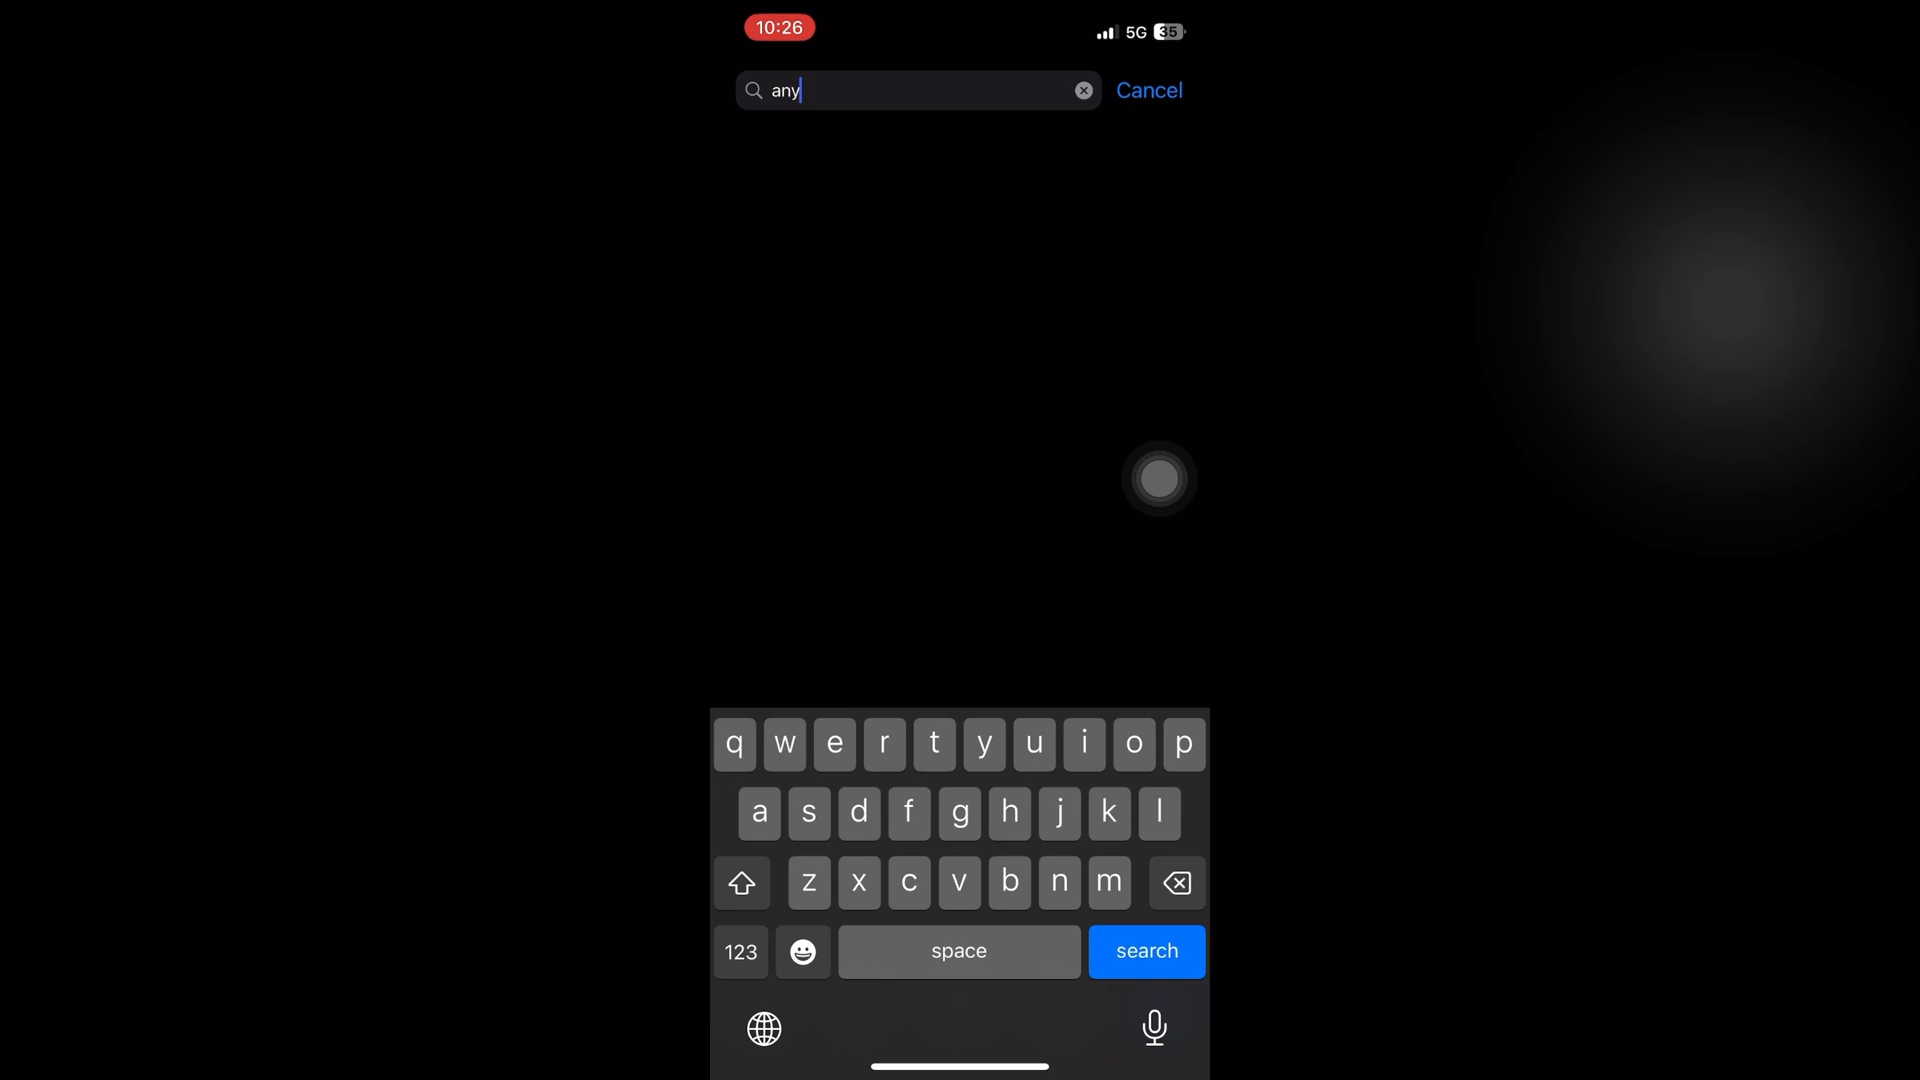 10:26
5G 35
any
Cancel
q w e r t y u i o p
a s d f g h j k l
z x c v b n m
123 space search